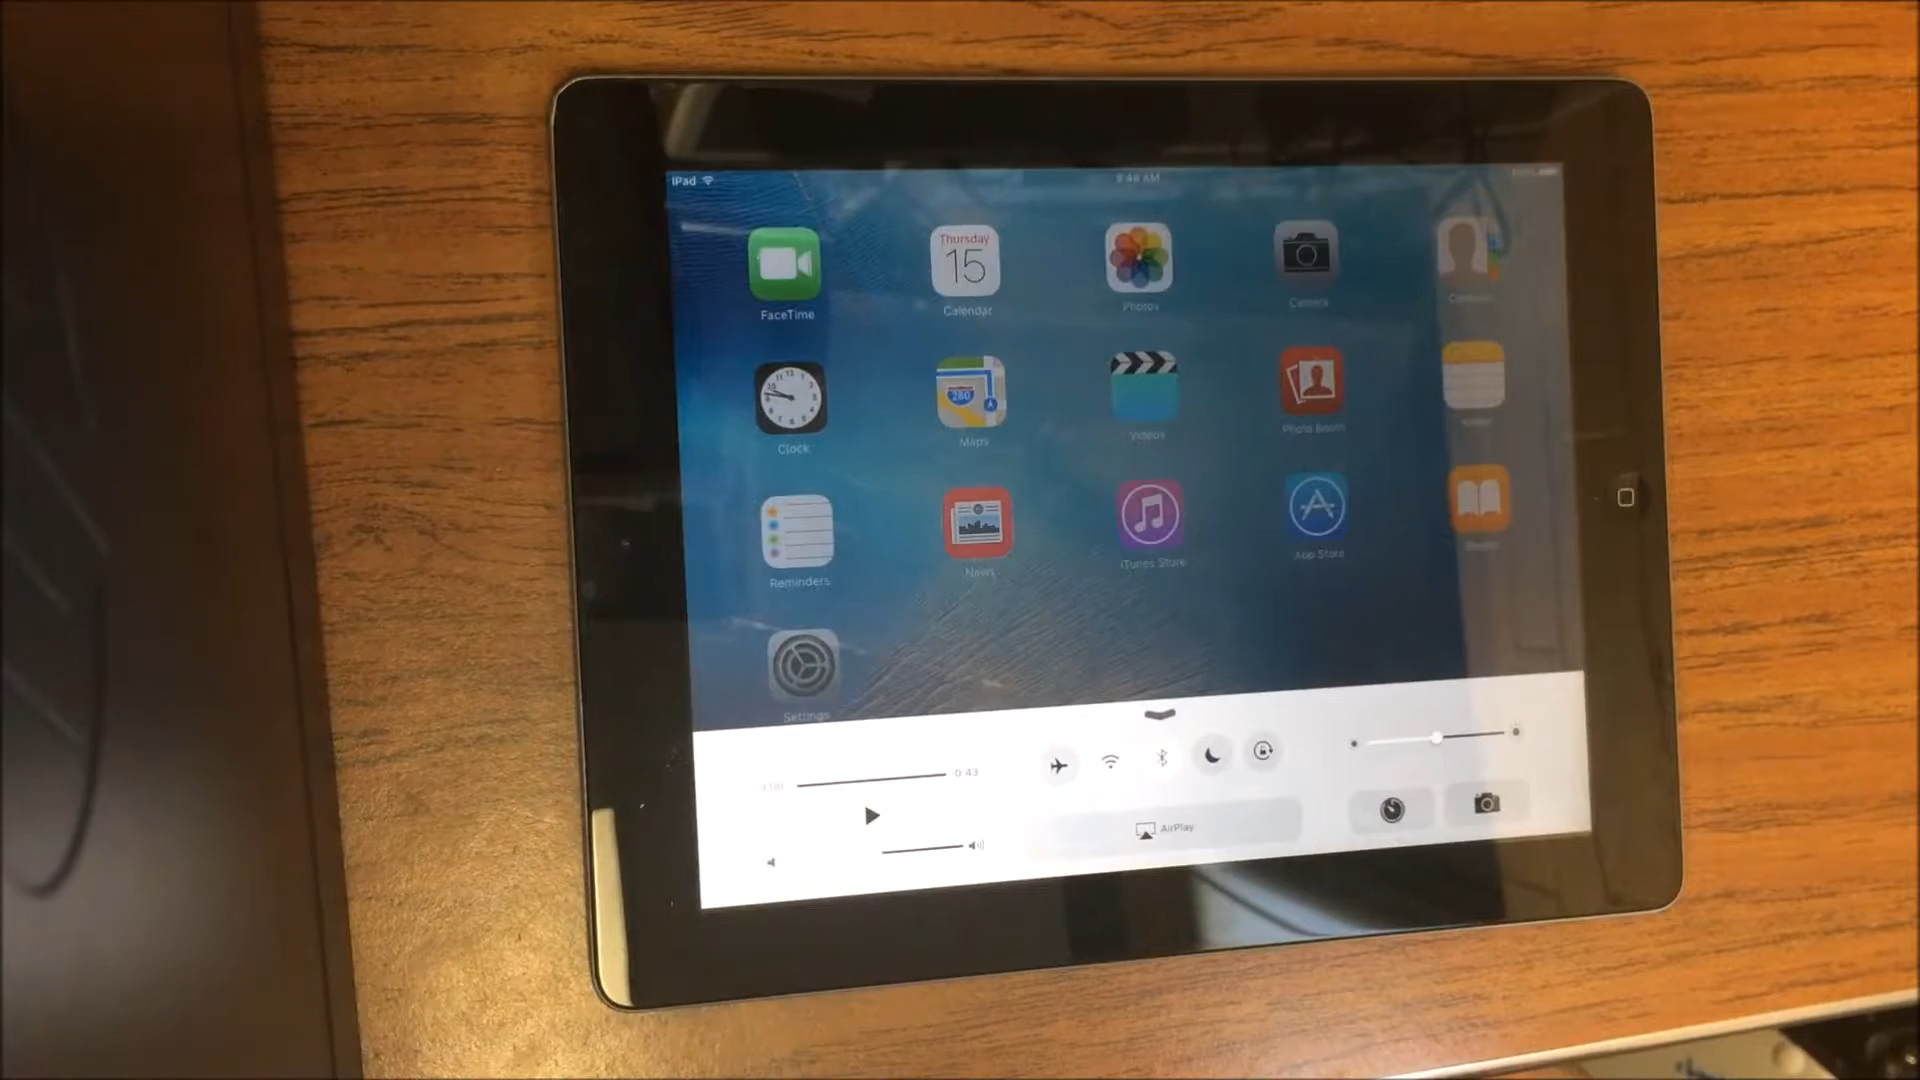 iPad
9:48 AM
FaceTime
Thursday
15
Calendar
Photos
Camera
Clock
280
Maps
Videos
Photo Booth
Reminders
News
iTunes Store
App Store
Settings
-0:43
AirPlay